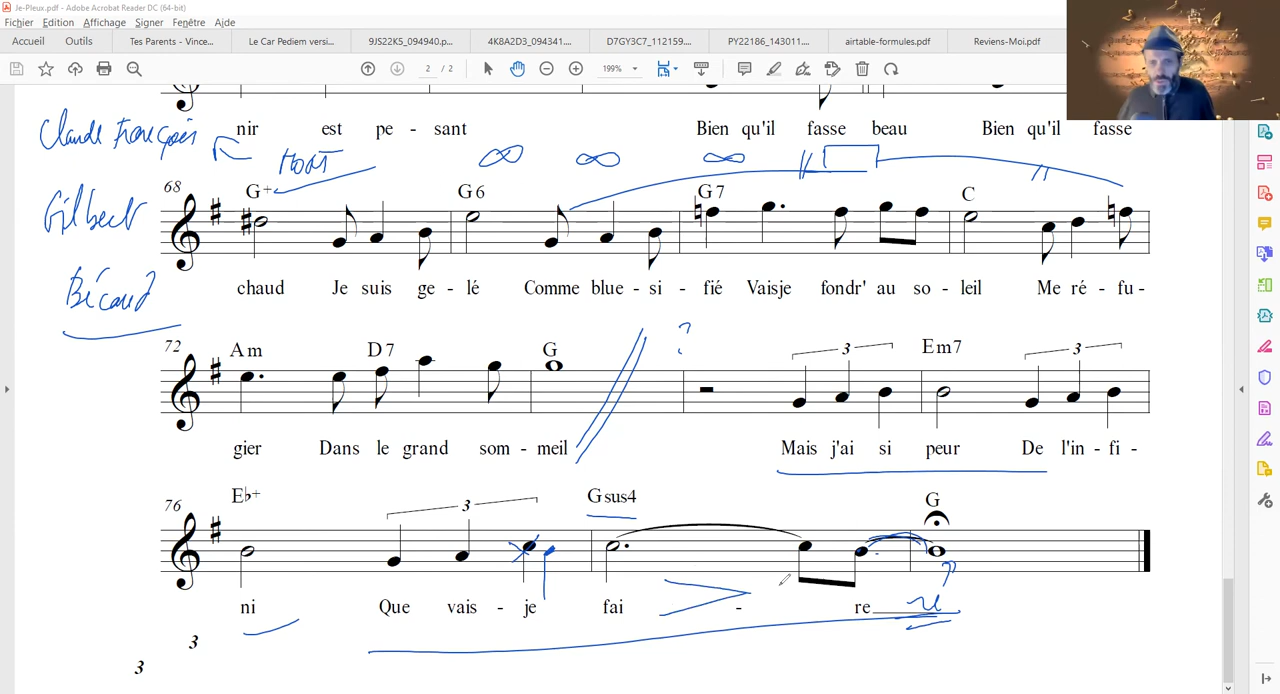 Je-Pleux.pdf - Adobe Acrobat Reader DC (64-bit)
Fichier Edition Affichage Signer Fenêtre Aide
Accueil Outils Tes Parents - Vince... Le Car Pediem versi... 9JS22K5_094940.p... 4K8A2D3_094341.... D7GY3C7_112159.... PY22186_143011.... airtable-formules.pdf Reviens-Moi.pdf
2 / 2 199%
nir est pe - sant Bien qu'il fasse beau Bien qu'il fasse
Claude François
MORT
Gilbert
Bécaud
68 G+ G6 G7 C
chaud Je suis ge - lé Comme blue - si - fié Vaisje fondr' au so - leil Me ré - fu -
?
72 Am D7 G 3 Em7 3
gier Dans le grand som - meil Mais j'ai si peur De l'in - fi -
76 Eb+ 3 Gsus4 G
ni Que vais - je fai - re
3
3